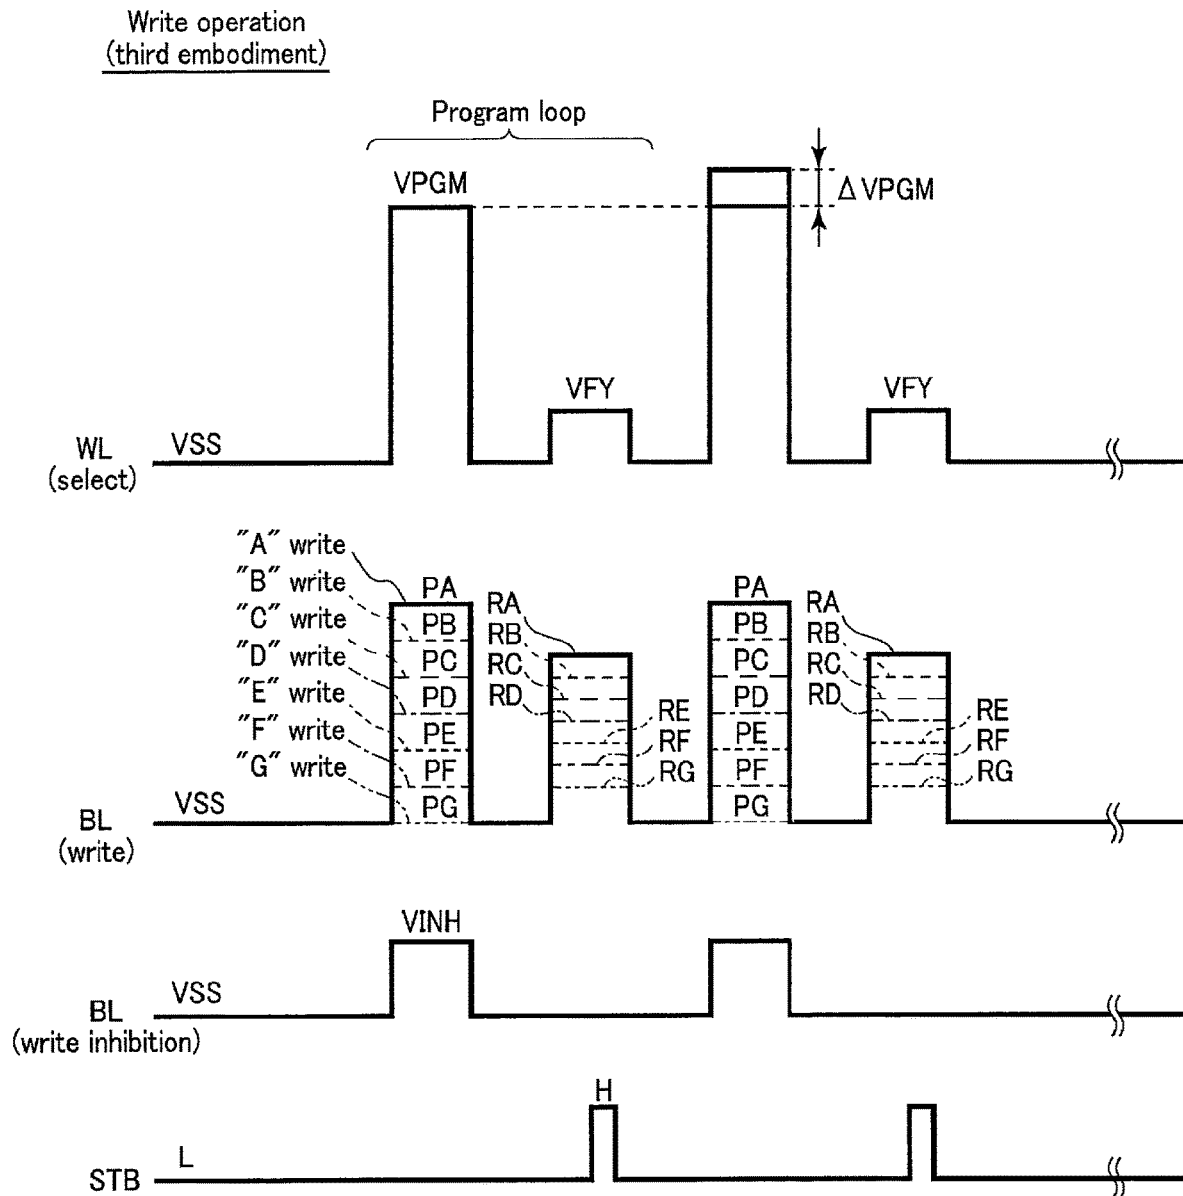 Write operation
(third embodiment)
Program loop
VPGM
Δ VPGM
VFY
VFY
VSS
WL
(select)
"A" write
"B" write
"C" write
"D" write
"E" write
"F" write
"G" write
PA
PB
PC
PD
PE
PF
PG
RA
RB
RC
RD
RE
RF
RG
PA
PB
PC
PD
PE
PF
PG
RA
RB
RC
RD
RE
RF
RG
VSS
BL
(write)
VINH
VSS
BL
(write inhibition)
H
L
STB